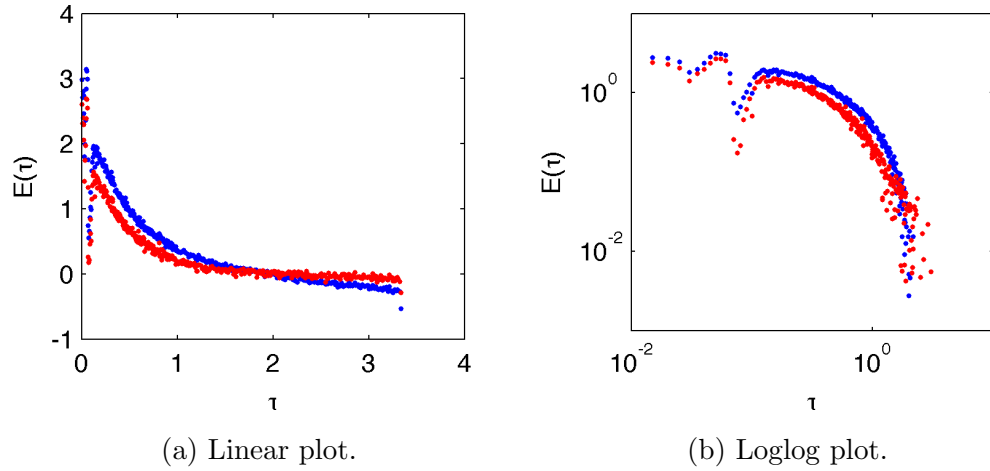 4
3
2
1
0
-1
E(τ)
0 1 2 3 4
τ
(a) Linear plot.
10^0
10^-2
E(τ)
10^-2 10^0
τ
(b) Loglog plot.